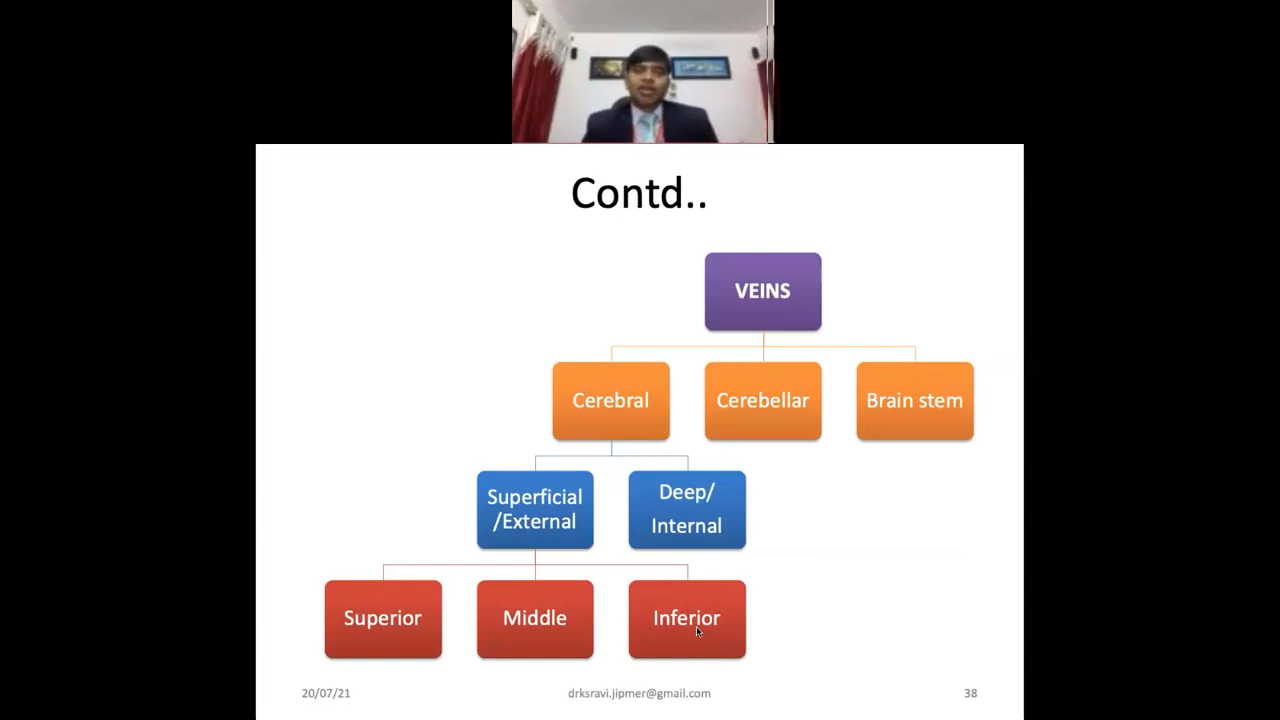 Contd..
VEINS
Cerebral
Cerebellar
Brain stem
Superficial
/External
Deep/
Internal
Superior
Middle
Inferior
20/07/21
drksravi.jipmer@gmail.com
38